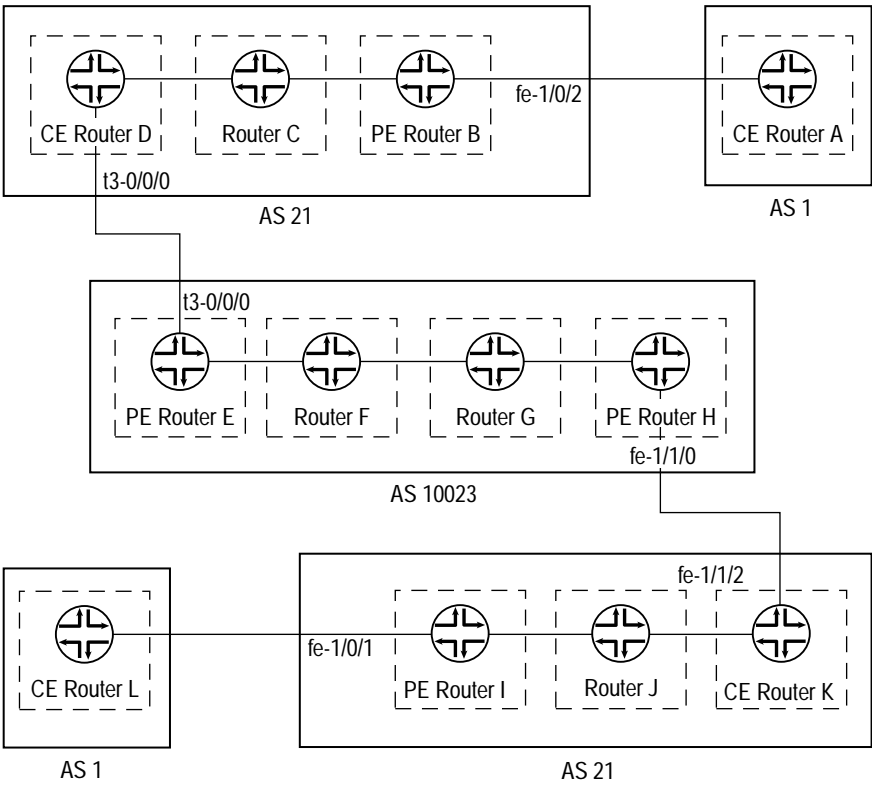 CE Router D
Router C
PE Router B
fe-1/0/2
CE Router A
t3-0/0/0
AS 21
AS 1
t3-0/0/0
PE Router E
Router F
Router G
PE Router H
fe-1/1/0
AS 10023
fe-1/1/2
CE Router L
fe-1/0/1
PE Router I
Router J
CE Router K
AS 1
AS 21